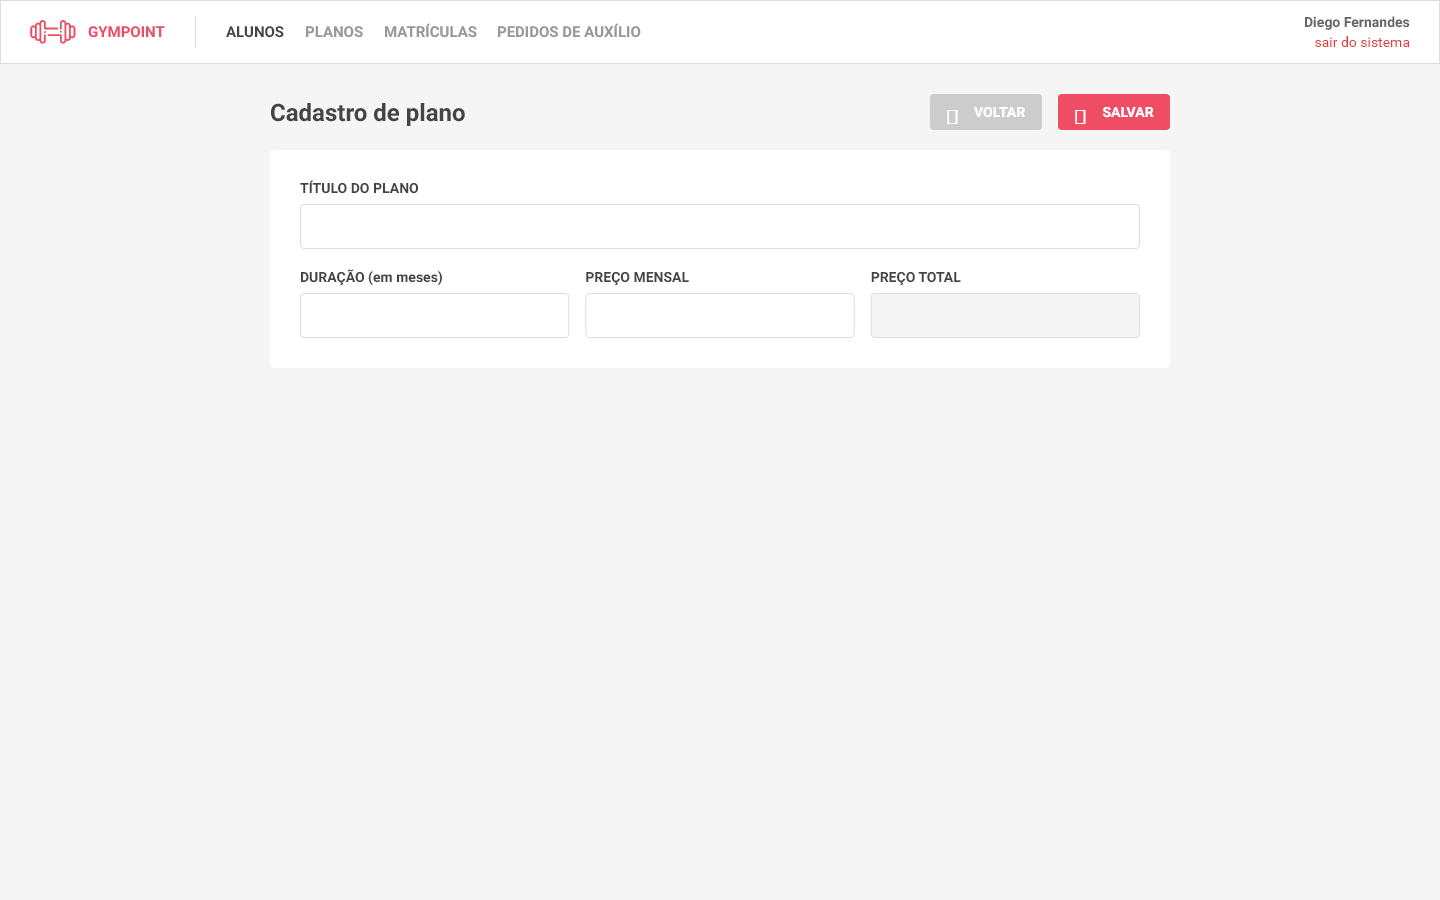 GYMPOINT
ALUNOS PLANOS MATRÍCULAS PEDIDOS DE AUXÍLIO
Diego Fernandes
sair do sistema
Cadastro de plano
VOLTAR
SALVAR
TÍTULO DO PLANO
DURAÇÃO (em meses) PREÇO MENSAL PREÇO TOTAL